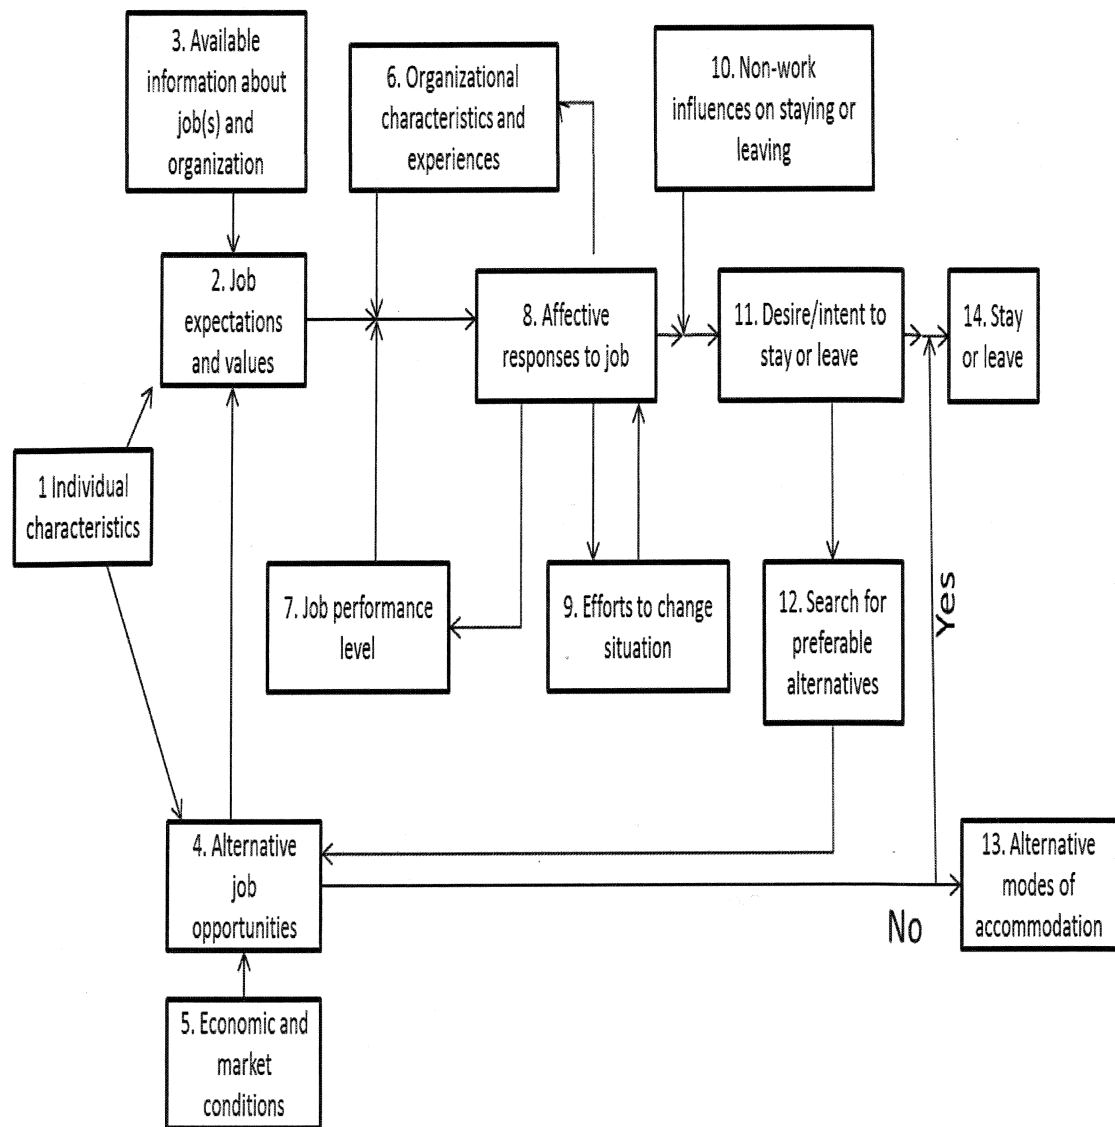 3. Available
information about
job(s) and
organization
6. Organizational
characteristics and
experiences
10. Non-work
influences on staying or
leaving
2. Job
expectations
and values
8. Affective
responses to job
11. Desire/intent to
stay or leave
14. Stay
or leave
1 Individual
characteristics
7. Job performance
level
9. Efforts to change
situation
12. Search for
preferable
alternatives
Yes
4. Alternative
job
opportunities
13. Alternative
modes of
accommodation
No
5. Economic and
market
conditions